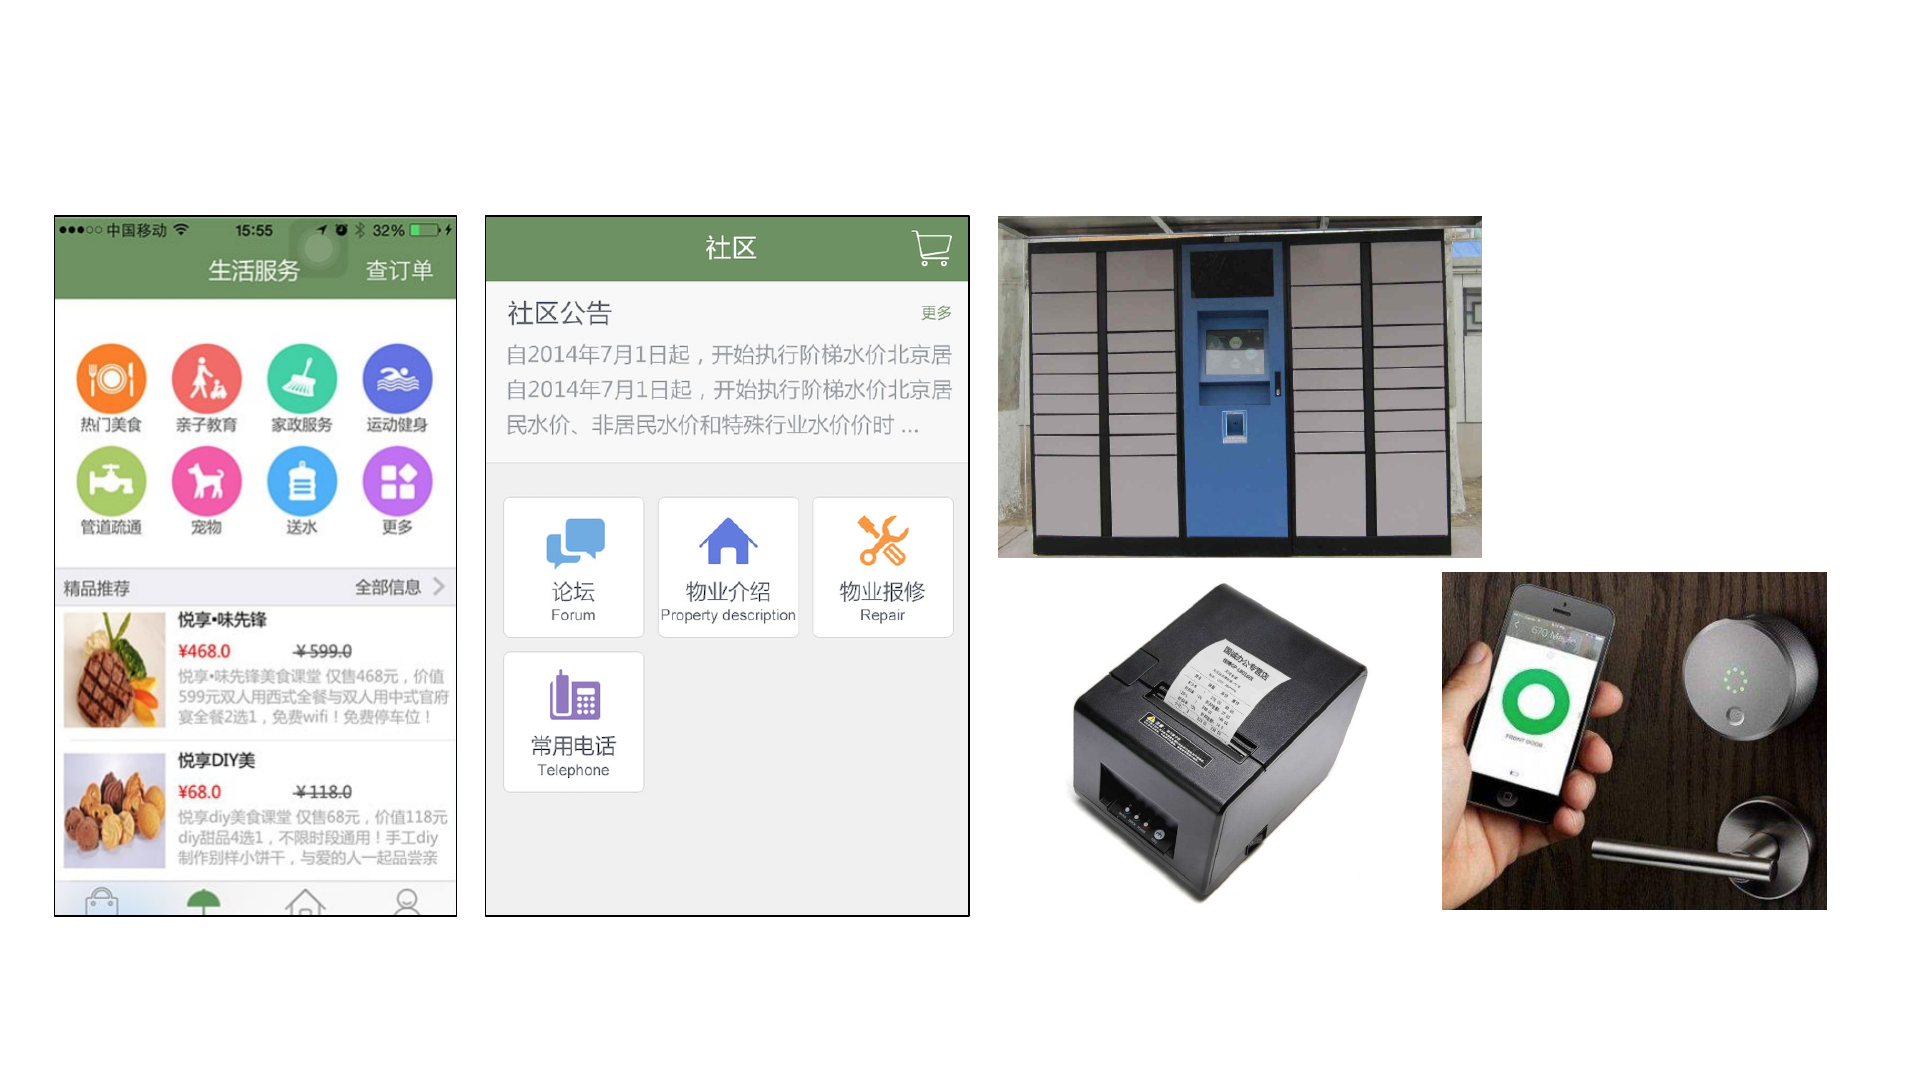 中国移动 15:55 32%
生活服务 查订单
热门美食 亲子教育 家政服务 运动健身
管道疏通 宠物 送水 更多
精品推荐 全部信息
悦享•味先锋
¥468.0 ¥599.0
悦享•味先锋美食课堂 仅售468元，价值
599元双人用西式全餐与双人用中式官府
宴全餐2选1，免费wifi！免费停车位！
悦享DIY美
¥68.0 ¥118.0
悦享diy美食课堂 仅售68元，价值118元
diy甜品4选1，不限时段通用！手工diy
制作别样小饼干，与爱的人一起品尝亲
社区
社区公告 更多
自2014年7月1日起，开始执行阶梯水价北京居
自2014年7月1日起，开始执行阶梯水价北京居
民水价、非居民水价和特殊行业水价价时 ...
论坛 物业介绍 物业报修
Forum Property description Repair
常用电话
Telephone
国诚办公专营店
FRONT DOOR